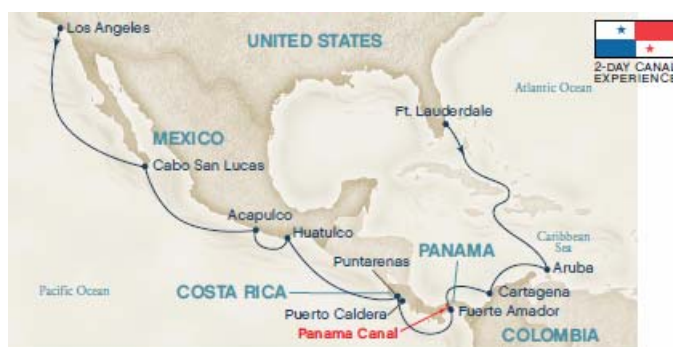 Los Angeles
UNITED STATES
2-DAY CANAL
EXPERIENCE
Atlantic Ocean
Ft. Lauderdale
MEXICO
Cabo San Lucas
Acapulco
Huatulco
Caribbean
Sea
PANAMA
Puntarenas
Aruba
Pacific Ocean
COSTA RICA
Cartagena
Puerto Caldera
Fuerte Amador
Panama Canal
COLOMBIA